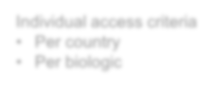 Individual access criteria
• Per country
• Per biologic